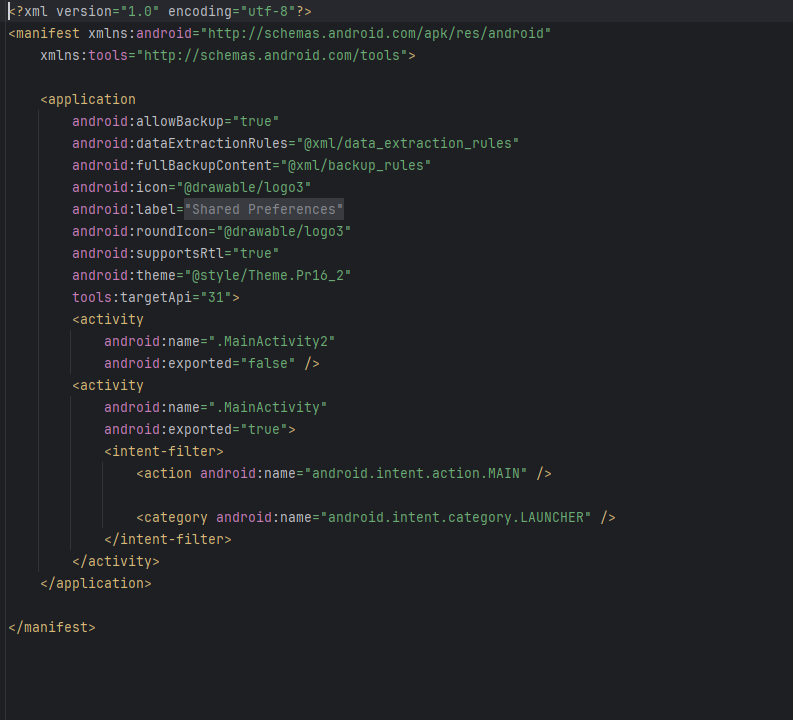 <?xml version="1.0" encoding="utf-8"?>
<manifest xmlns:android="http://schemas.android.com/apk/res/android"
    xmlns:tools="http://schemas.android.com/tools">

    <application
        android:allowBackup="true"
        android:dataExtractionRules="@xml/data_extraction_rules"
        android:fullBackupContent="@xml/backup_rules"
        android:icon="@drawable/logo3"
        android:label="Shared Preferences"
        android:roundIcon="@drawable/logo3"
        android:supportsRtl="true"
        android:theme="@style/Theme.Pr16_2"
        tools:targetApi="31">
        <activity
            android:name=".MainActivity2"
            android:exported="false" />
        <activity
            android:name=".MainActivity"
            android:exported="true">
            <intent-filter>
                <action android:name="android.intent.action.MAIN" />

                <category android:name="android.intent.category.LAUNCHER" />
            </intent-filter>
        </activity>
    </application>

</manifest>